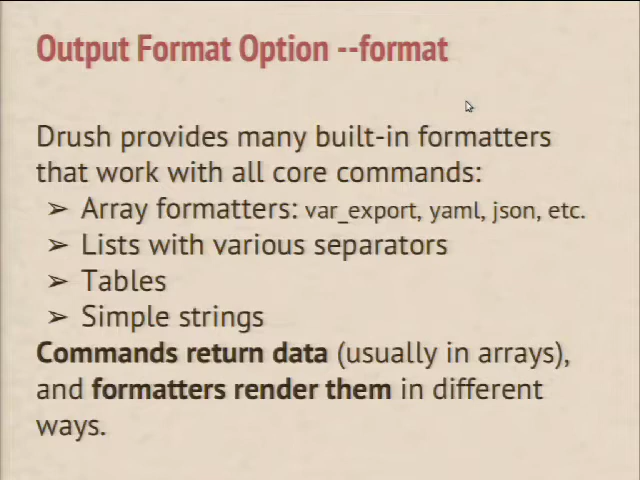 Output Format Option --format
Drush provides many built-in formatters
that work with all core commands:
➢ Array formatters: var_export, yaml, json, etc.
➢ Lists with various separators
➢ Tables
➢ Simple strings
Commands return data (usually in arrays),
and formatters render them in different
ways.